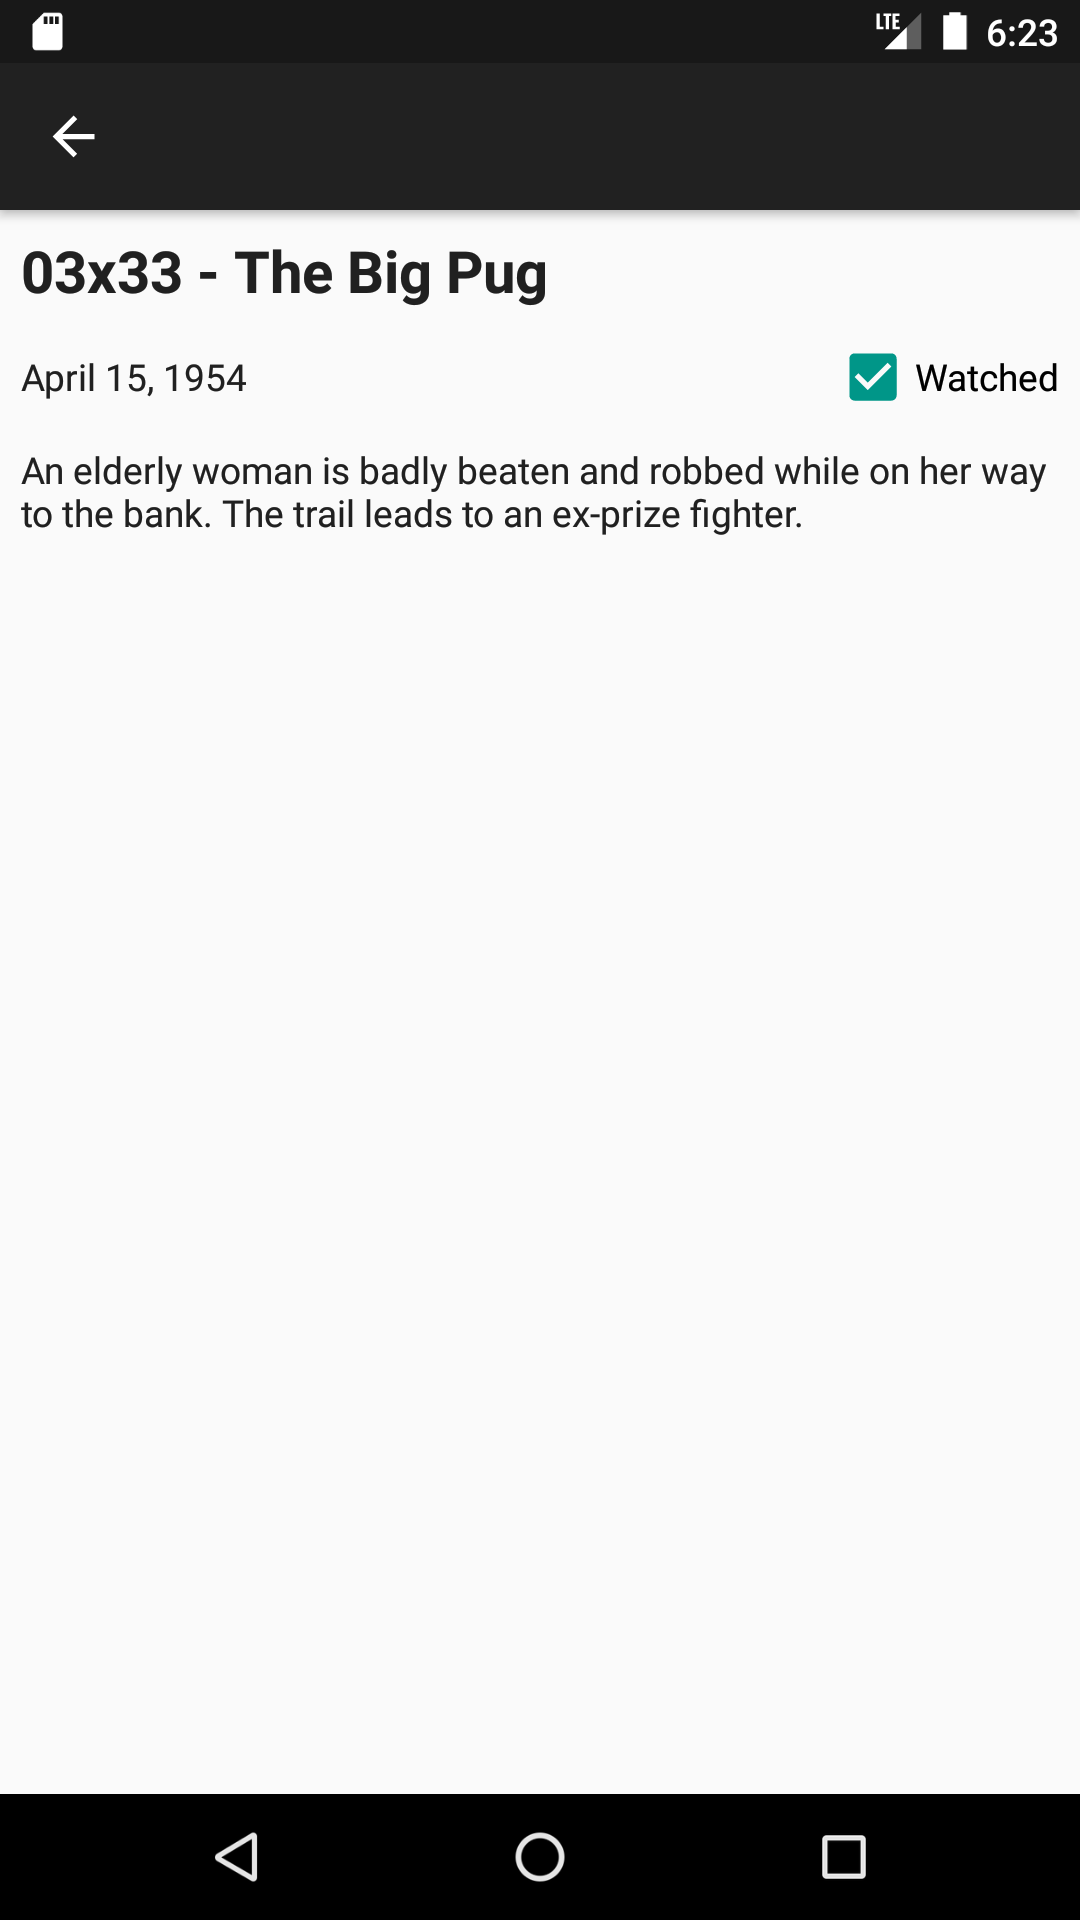 LTE 6:23
03x33 - The Big Pug
April 15, 1954 Watched
An elderly woman is badly beaten and robbed while on her way
to the bank. The trail leads to an ex-prize fighter.